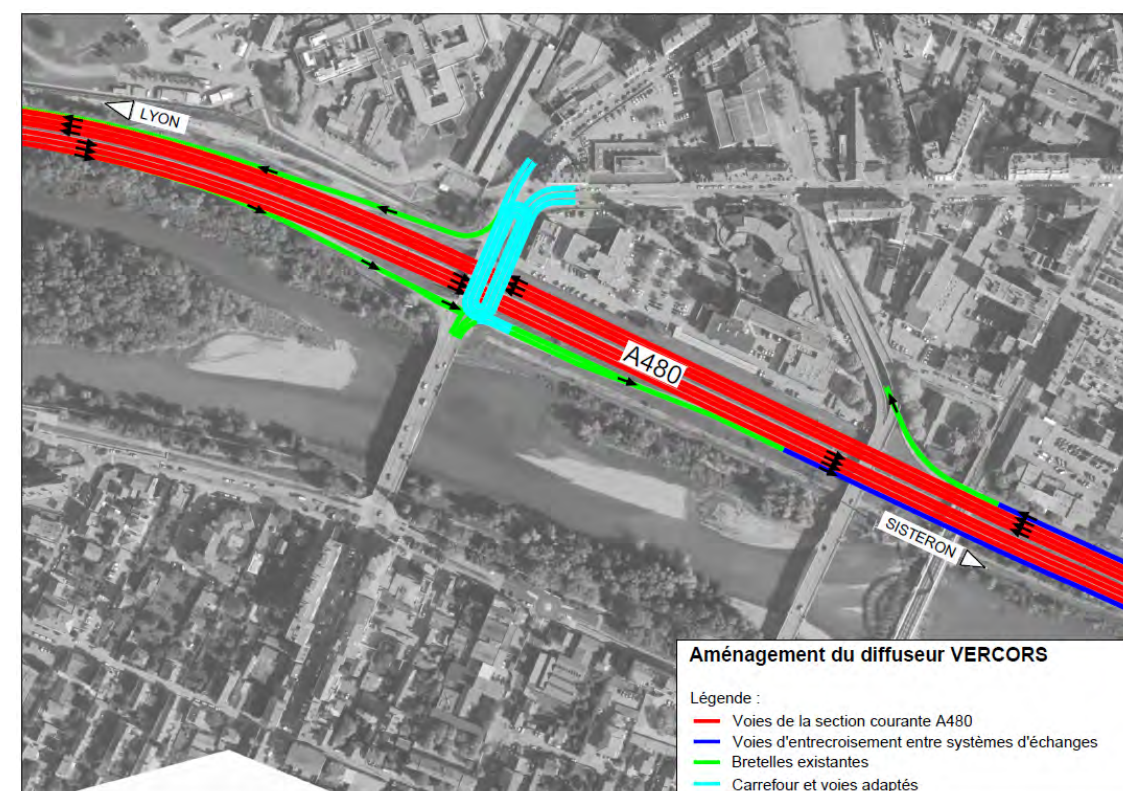 LYON
A480
SISTERON
Aménagement du diffuseur VERCORS
Légende :
Voies de la section courante A480
Voies d'entrecroisement entre systèmes d'échanges
Bretelles existantes
Carrefour et voies adaptés